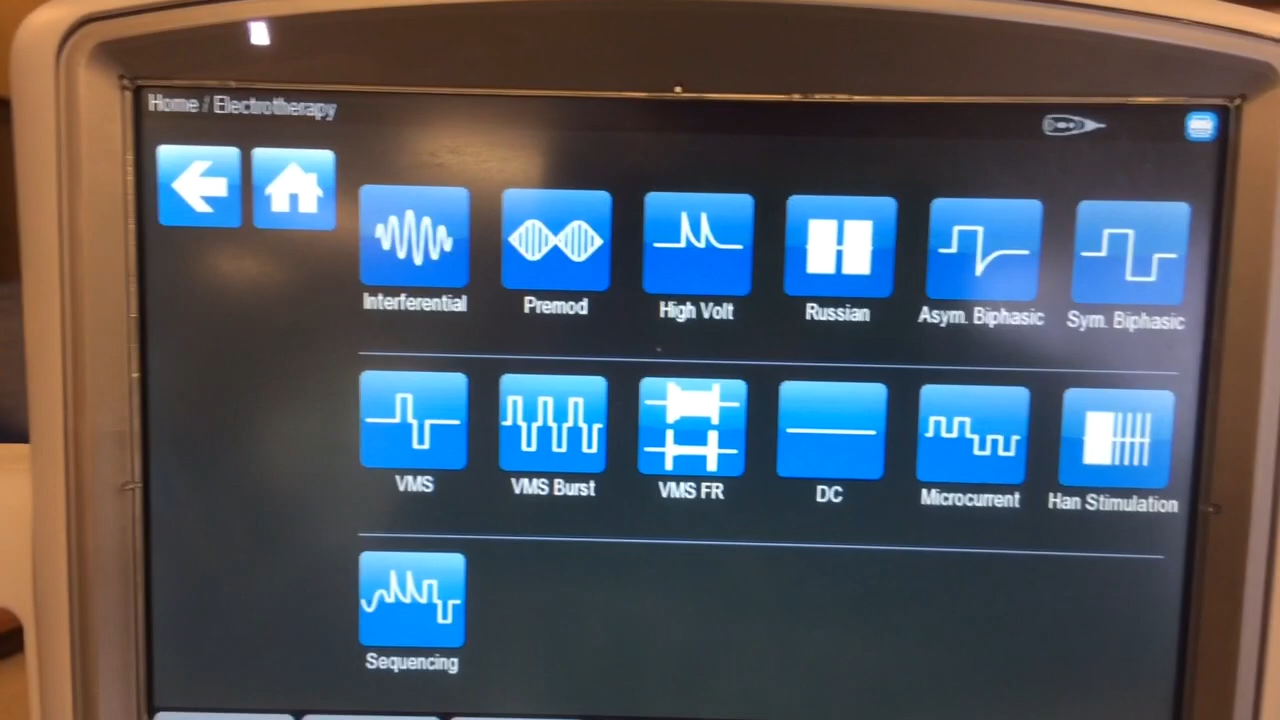 Home / Electrotherapy
Interferential
Premod
High Volt
Russian
Asym. Biphasic
Sym. Biphasic
VMS
VMS Burst
VMS FR
DC
Microcurrent
Han Stimulation
Sequencing